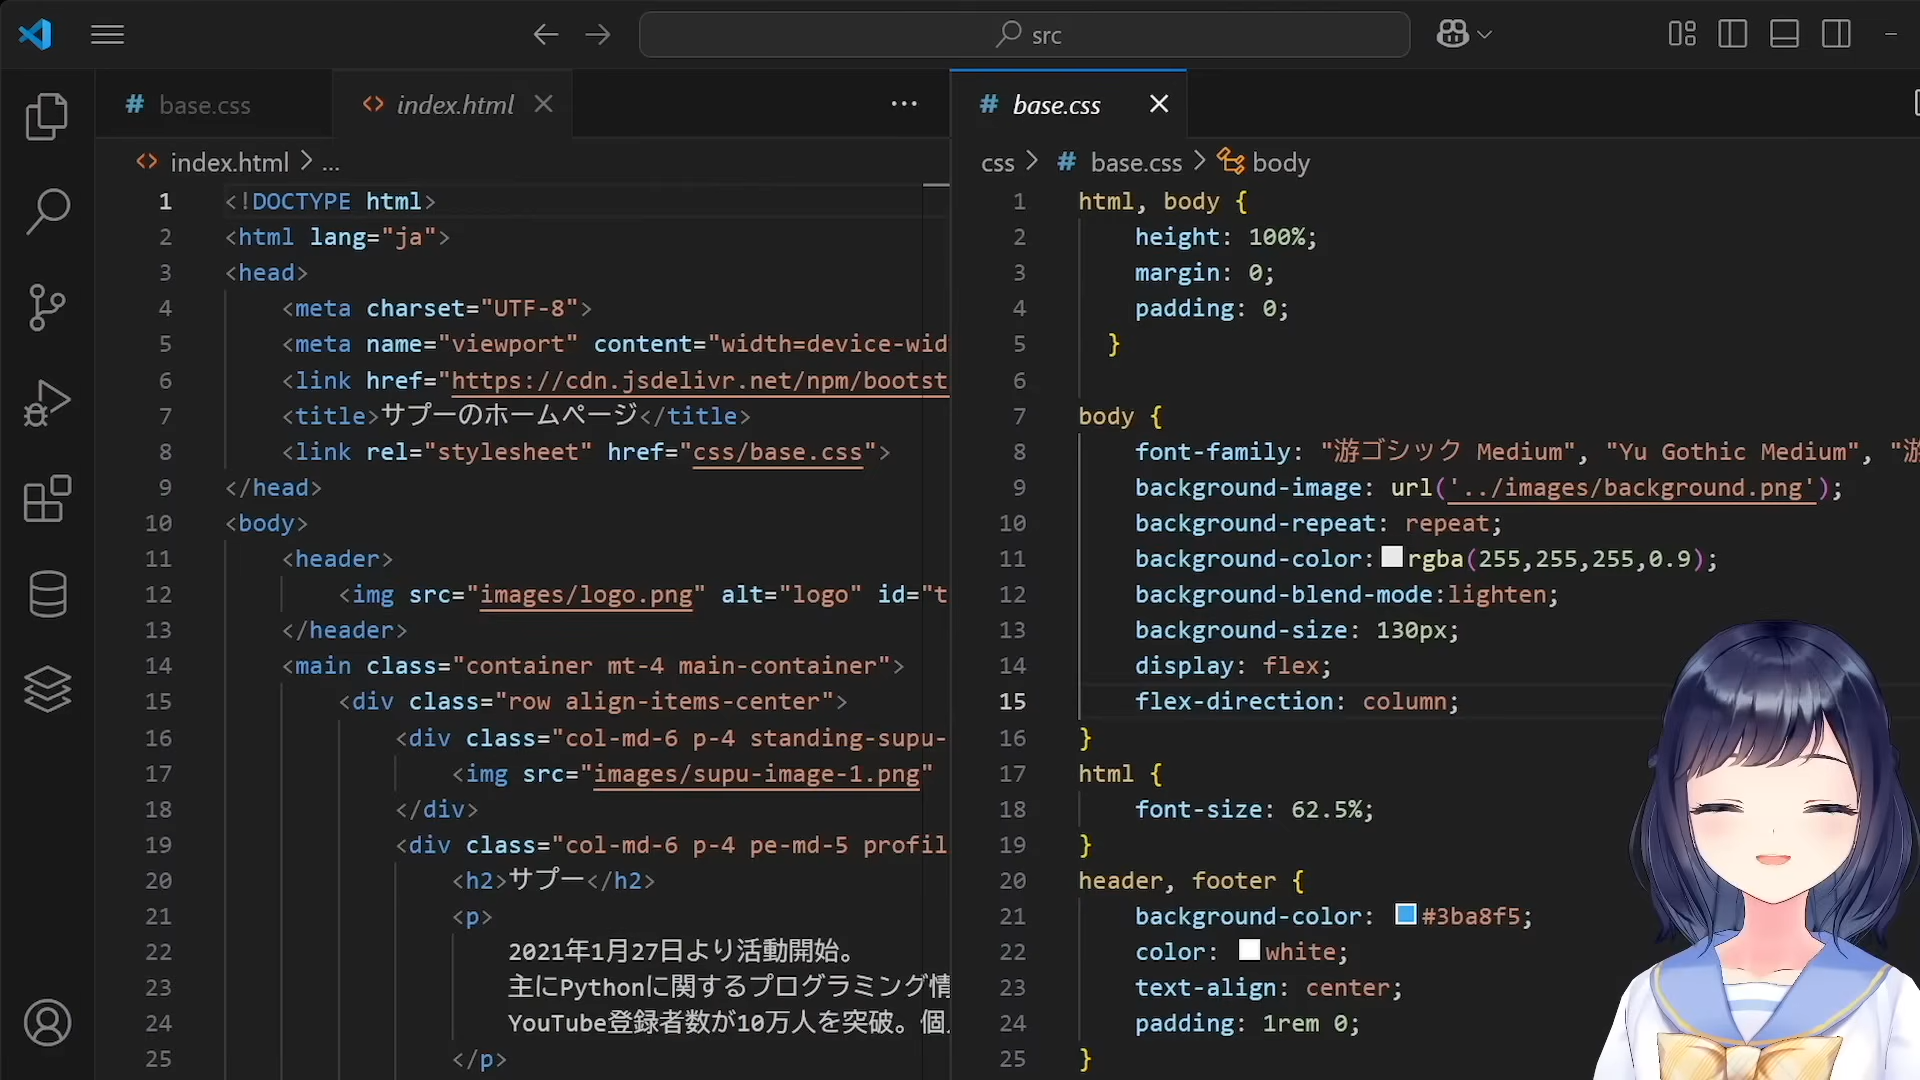 src
base.css
index.html
index.html > ...
1 <!DOCTYPE html>
2 <html lang="ja">
3 <head>
4 <meta charset="UTF-8">
5 <meta name="viewport" content="width=device-wid
6 <link href="https://cdn.jsdelivr.net/npm/bootst
7 <title>サプーのホームページ</title>
8 <link rel="stylesheet" href="css/base.css">
9 </head>
10 <body>
11 <header>
12 <img src="images/logo.png" alt="logo" id="t
13 </header>
14 <main class="container mt-4 main-container">
15 <div class="row align-items-center">
16 <div class="col-md-6 p-4 standing-supu-
17 <img src="images/supu-image-1.png"
18 </div>
19 <div class="col-md-6 p-4 pe-md-5 profil
20 <h2>サプー</h2>
21 <p>
22 2021年1月27日より活動開始。
23 主にPythonに関するプログラミング情
24 YouTube登録者数が10万人を突破。個
25 </p>
base.css
css > # base.css > body
1 html, body {
2 height: 100%;
3 margin: 0;
4 padding: 0;
5 }
6
7 body {
8 font-family: "游ゴシック Medium", "Yu Gothic Medium", "游
9 background-image: url('../images/background.png');
10 background-repeat: repeat;
11 background-color: rgba(255,255,255,0.9);
12 background-blend-mode:lighten;
13 background-size: 130px;
14 display: flex;
15 flex-direction: column;
16 }
17 html {
18 font-size: 62.5%;
19 }
20 header, footer {
21 background-color: #3ba8f5;
22 color: white;
23 text-align: center;
24 padding: 1rem 0;
25 }